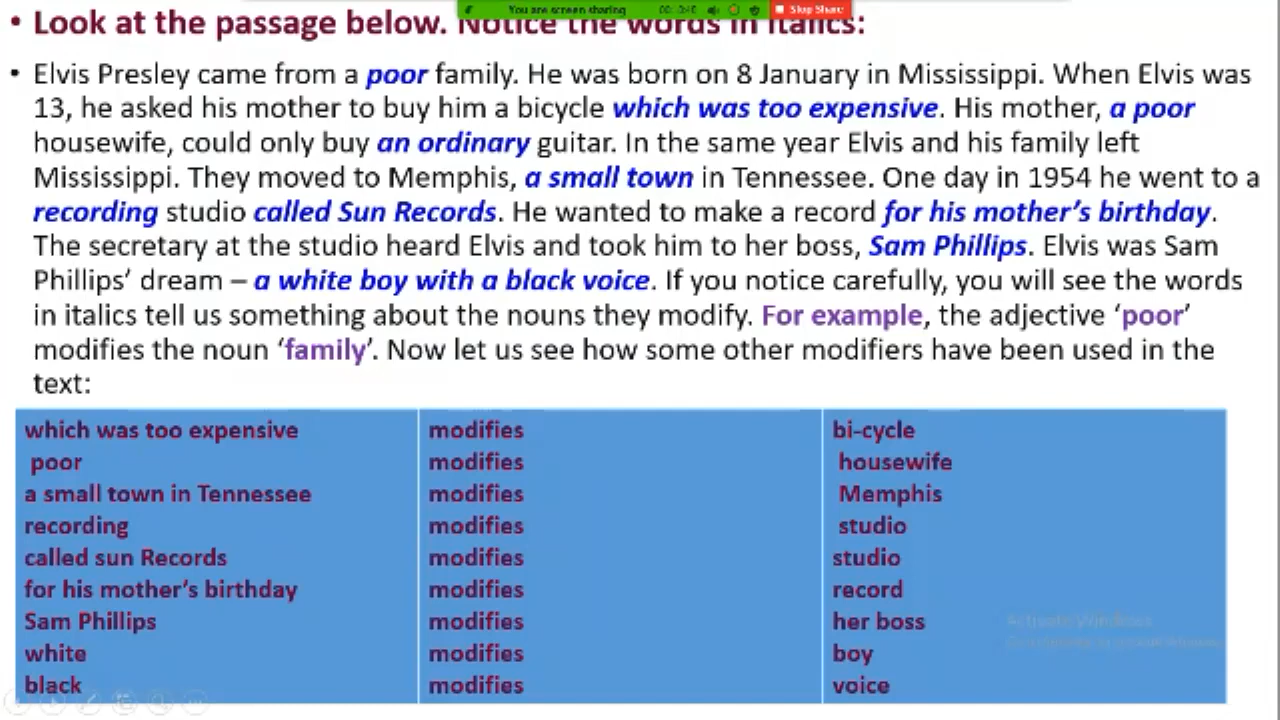 You are screen sharing Stop Share
• Look at the passage below. Notice the words in italics:
• Elvis Presley came from a poor family. He was born on 8 January in Mississippi. When Elvis was
13, he asked his mother to buy him a bicycle which was too expensive. His mother, a poor
housewife, could only buy an ordinary guitar. In the same year Elvis and his family left
Mississippi. They moved to Memphis, a small town in Tennessee. One day in 1954 he went to a
recording studio called Sun Records. He wanted to make a record for his mother’s birthday.
The secretary at the studio heard Elvis and took him to her boss, Sam Phillips. Elvis was Sam
Phillips’ dream – a white boy with a black voice. If you notice carefully, you will see the words
in italics tell us something about the nouns they modify. For example, the adjective ‘poor’
modifies the noun ‘family’. Now let us see how some other modifiers have been used in the
text:
which was too expensive modifies bi-cycle
poor modifies housewife
a small town in Tennessee modifies Memphis
recording modifies studio
called sun Records modifies studio
for his mother’s birthday modifies record
Sam Phillips modifies her boss
white modifies boy
black modifies voice
Activate Windows